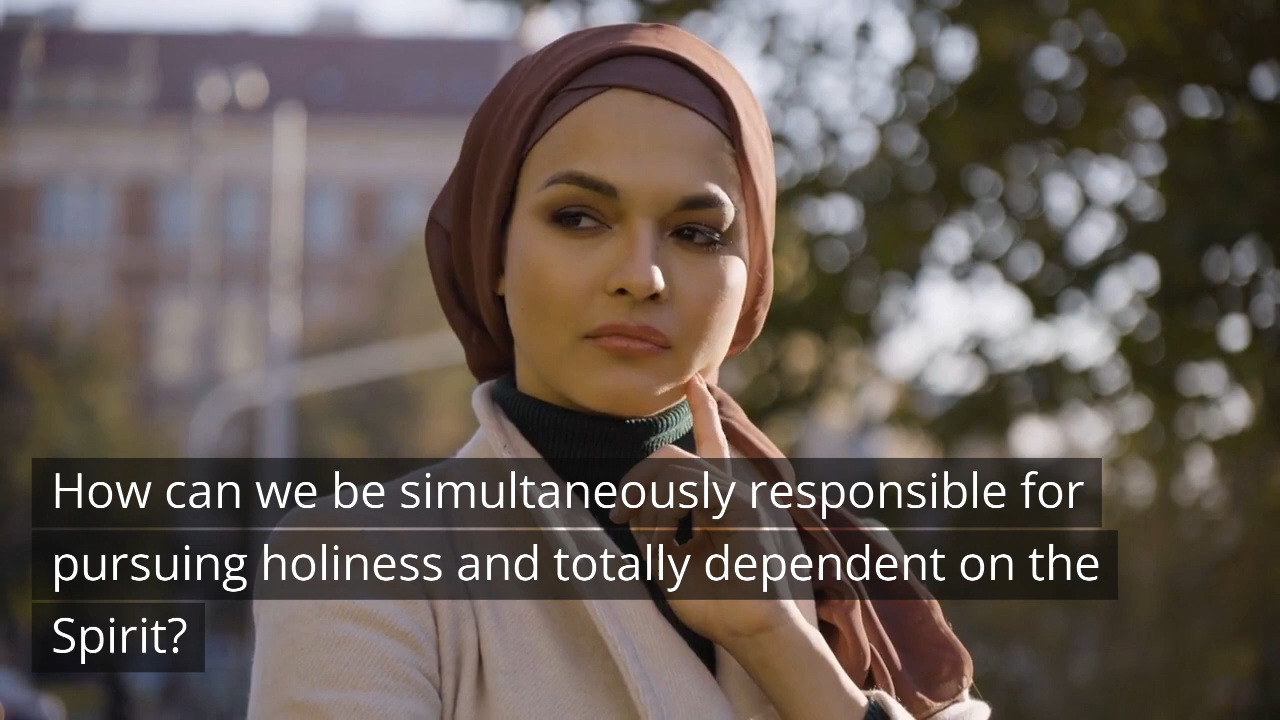 How can we be simultaneously responsible for
pursuing holiness and totally dependent on the
Spirit?